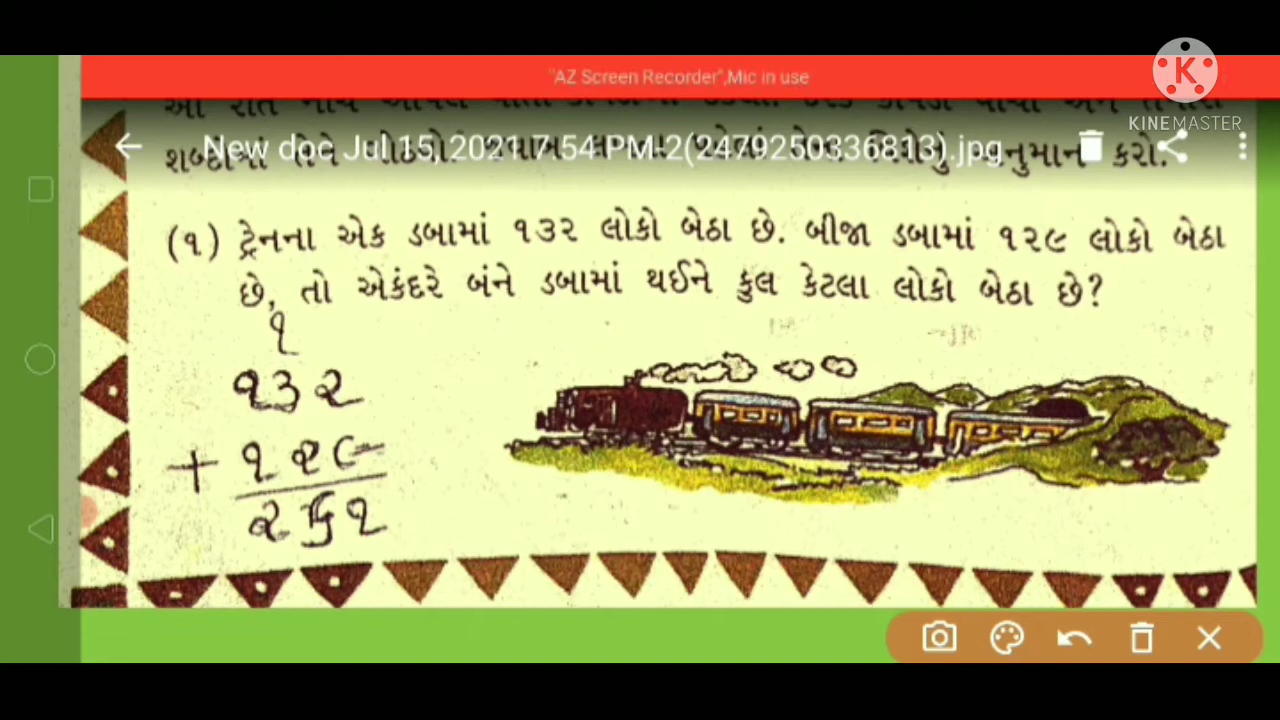 "AZ Screen Recorder",Mic in use
KINEMASTER
New doc Jul 15, 2021 7:54 PM-2(2479250336813).jpg
કરો.
(૧) ટ્રેનના એક ડબામાં ૧૩૨ લોકો બેઠા છે. બીજા ડબામાં ૧૨૯ લોકો બેઠા
છે, તો એકંદરે બંને ડબામાં થઈને કુલ કેટલા લોકો બેઠા છે?
૧
૧૩૨
+ ૧૨૯
૨૬૧